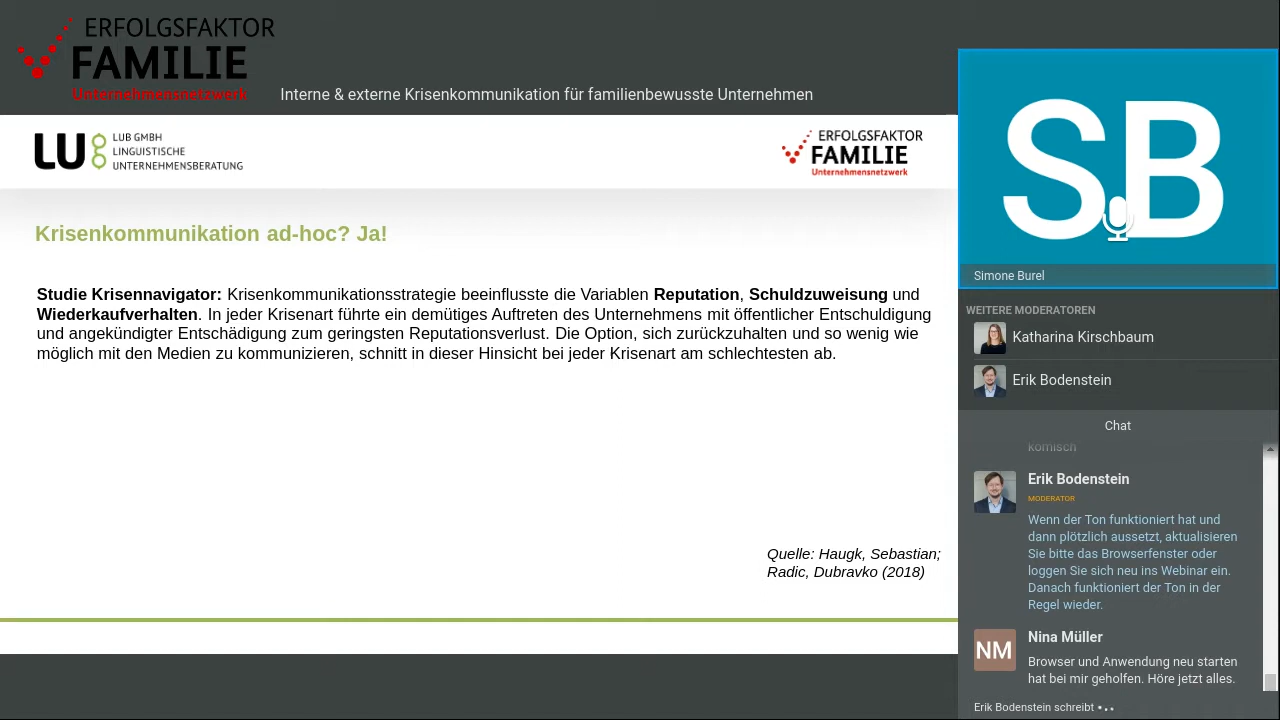 ERFOLGSFAKTOR
FAMILIE
Unternehmensnetzwerk
Interne & externe Krisenkommunikation für familienbewusste Unternehmen
LU
LUB GMBH
LINGUISTISCHE
UNTERNEHMENSBERATUNG
ERFOLGSFAKTOR
FAMILIE
Unternehmensnetzwerk
Krisenkommunikation ad-hoc? Ja!
Studie Krisennavigator: Krisenkommunikationsstrategie beeinflusste die Variablen Reputation, Schuldzuweisung und
Wiederkaufverhalten. In jeder Krisenart führte ein demütiges Auftreten des Unternehmens mit öffentlicher Entschuldigung
und angekündigter Entschädigung zum geringsten Reputationsverlust. Die Option, sich zurückzuhalten und so wenig wie
möglich mit den Medien zu kommunizieren, schnitt in dieser Hinsicht bei jeder Krisenart am schlechtesten ab.
Quelle: Haugk, Sebastian;
Radic, Dubravko (2018)
SB
Simone Burel
WEITERE MODERATOREN
Katharina Kirschbaum
Erik Bodenstein
Chat
komisch
Erik Bodenstein
MODERATOR
Wenn der Ton funktioniert hat und
dann plötzlich aussetzt, aktualisieren
Sie bitte das Browserfenster oder
loggen Sie sich neu ins Webinar ein.
Danach funktioniert der Ton in der
Regel wieder.
NM
Nina Müller
Browser und Anwendung neu starten
hat bei mir geholfen. Höre jetzt alles.
Erik Bodenstein schreibt